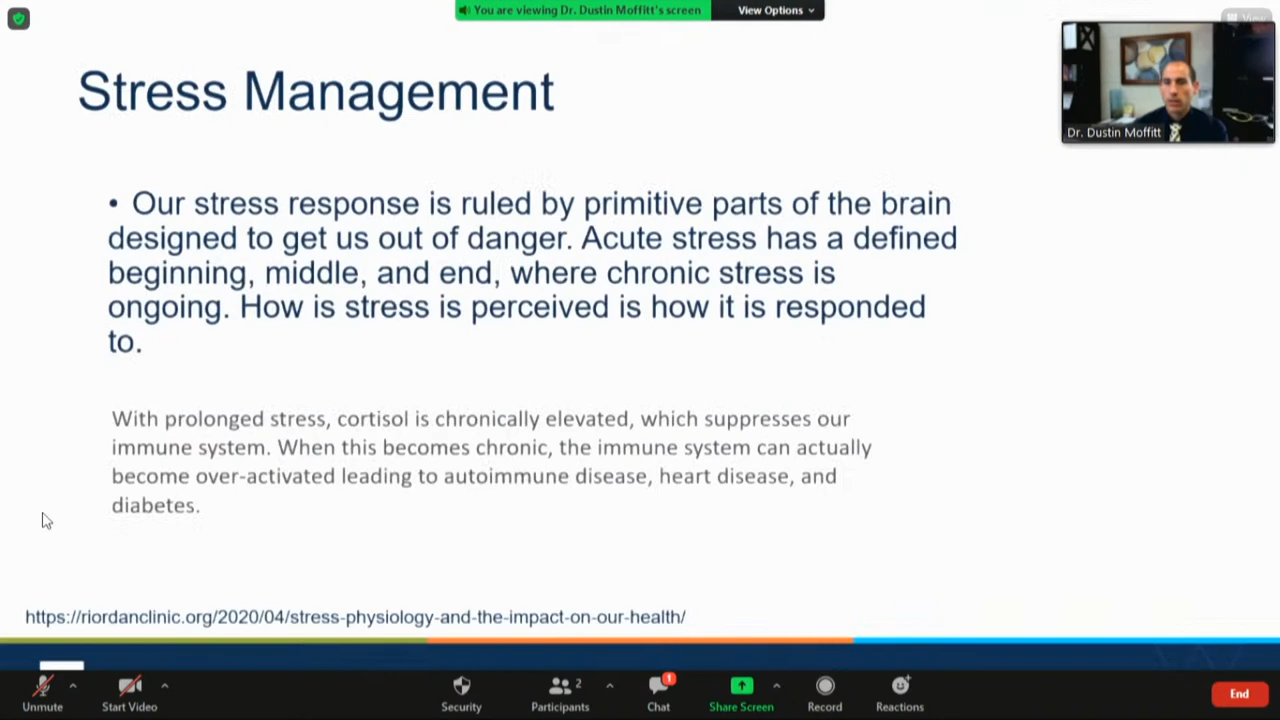 You are viewing Dr. Dustin Moffitt's screen
View Options
View
Stress Management
Dr. Dustin Moffitt
• Our stress response is ruled by primitive parts of the brain
designed to get us out of danger. Acute stress has a defined
beginning, middle, and end, where chronic stress is
ongoing. How is stress is perceived is how it is responded
to.
With prolonged stress, cortisol is chronically elevated, which suppresses our
immune system. When this becomes chronic, the immune system can actually
become over-activated leading to autoimmune disease, heart disease, and
diabetes.
https://riordanclinic.org/2020/04/stress-physiology-and-the-impact-on-our-health/
2
1
Unmute
Start Video
Security
Participants
Chat
Share Screen
Record
Reactions
End